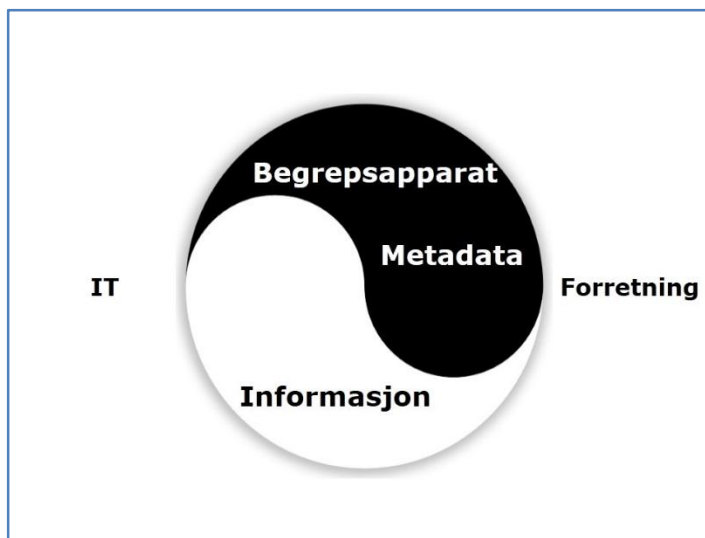 Begrepsapparat
Metadata
IT
Forretning
Informasjon